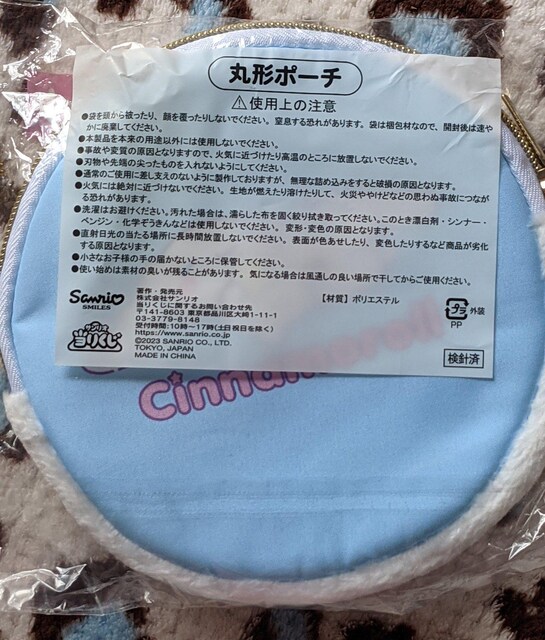 丸形ポーチ
⚠使用上の注意
●袋を頭から被ったり、顔を覆ったりしないでください。窒息する恐れがあります。袋は梱包材なので、開封後は速や
かに廃棄してください。
●本製品を本来の用途以外には使用しないでください。
●事故や変質の原因となりますので、火気に近づけたり高温のところに放置しないでください。
●刃物や先端の尖ったものを入れないようにしてください。
●通常のご使用に差し支えのないように製作しておりますが、無理な詰め込みをすると破損の原因となります。
●火気には絶対に近づけないでください。生地が燃えたり溶けたりして、火災ややけどなどの思わぬ事故につなが
る恐れがあります。
●洗濯はお避けください。汚れた場合は、濡らした布を固く絞り拭き取ってください。このとき漂白剤・シンナー・
ベンジン・化学ぞうきんなどは使用しないでください。変形・変色の原因となります。
●直射日光の当たる場所に長時間放置しないでください。表面が色あせしたり、変色したりするなど商品が劣化
する原因となります。
●小さなお子様の手の届かないところに保管してください。
●使い始めは素材の臭いが残ることがあります。気になる場合は風通しの良い場所で干してからご使用ください。
Sanrio
SMILES
当りくじ
著作・発売元
株式会社サンリオ
当りくじに関するお問い合わせ先
〒141-8603 東京都品川区大崎1-11-1
03-3779-8148
受付時間:10時~17時(土日祝日を除く)
https://www.sanrio.co.jp/
©2023 SANRIO CO., LTD.
TOKYO, JAPAN
MADE IN CHINA
【材質】ポリエステル
プラ 外装
PP
検針済
Cinnamoroll